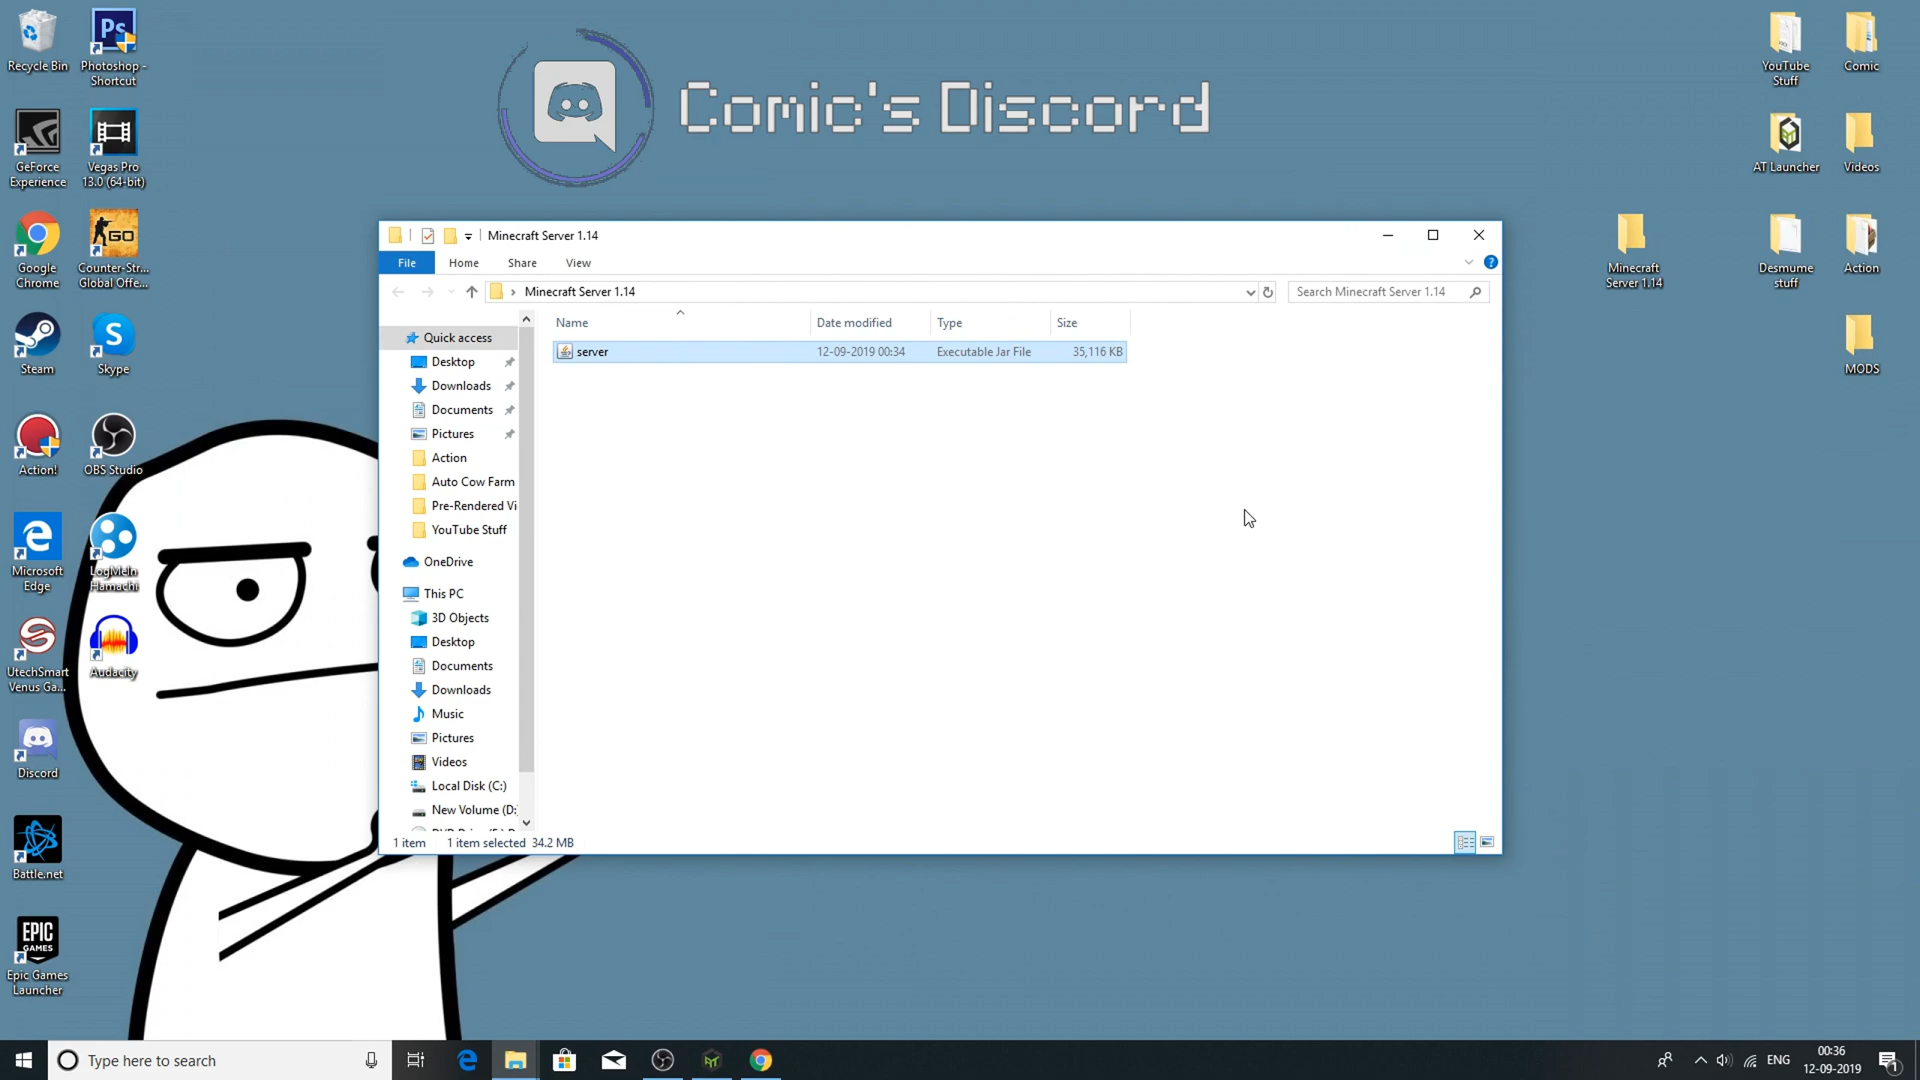 Recycle Bin
Photoshop -
Shortcut
GeForce
Experience
Vegas Pro
13.0 (64-bit)
Google
Chrome
Counter-Str...
Global Offe...
Steam
Skype
Action!
OBS Studio
Microsoft
Edge
LogMeIn
Hamachi
UtechSmart
Venus Ga...
Audacity
Discord
Battle.net
EPIC
GAMES
Epic Games
Launcher
Comic's Discord
YouTube
Stuff
Comic
AT Launcher
Videos
Minecraft
Server 1.14
Desmume
stuff
Action
MODS
Minecraft Server 1.14
File
Home
Share
View
Minecraft Server 1.14
Search Minecraft Server 1.14
Name
Date modified
Type
Size
server
12-09-2019 00:34
Executable Jar File
35,116 KB
Quick access
Desktop
Downloads
Documents
Pictures
Action
Auto Cow Farm
Pre-Rendered Vi
YouTube Stuff
OneDrive
This PC
3D Objects
Desktop
Documents
Downloads
Music
Pictures
Videos
Local Disk (C:)
New Volume (D:
1 item
1 item selected 34.2 MB
Type here to search
ENG
00:36
12-09-2019
1
Ps
GO